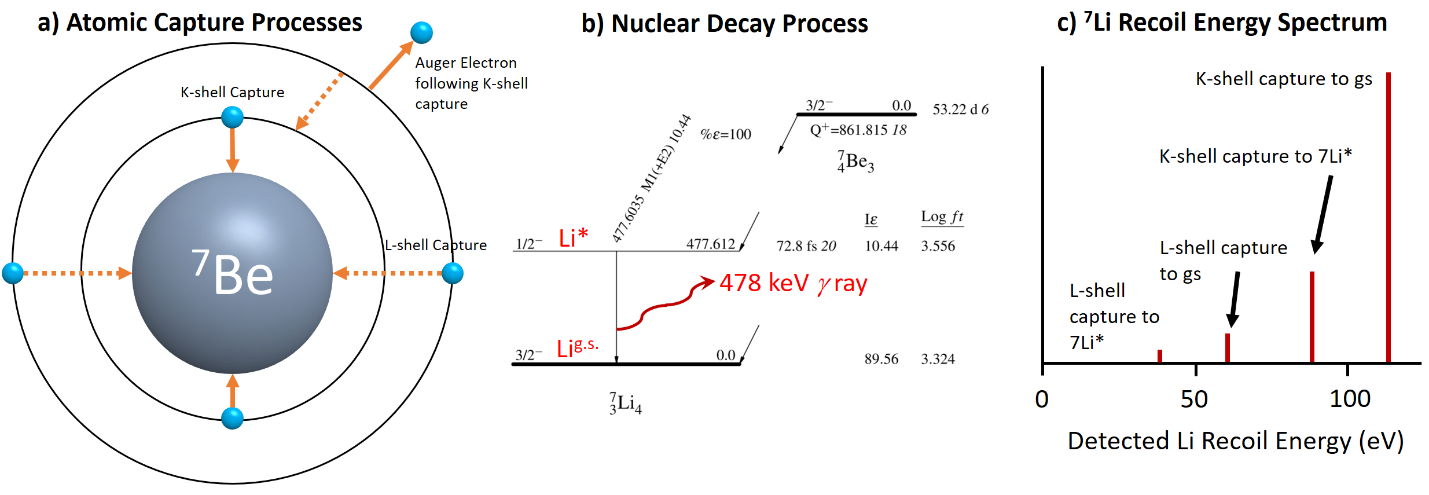 a) Atomic Capture Processes
K-shell Capture
Auger Electron
following K-shell
capture
L-shell Capture
⁷Be
b) Nuclear Decay Process
477.6035 M1(+E2) 10.44
%ε=100
3/2⁻ 0.0 53.22 d 6
Q⁺=861.815 18
⁷₄Be₃
Iε Log ft
1/2⁻ Li* 477.612 72.8 fs 20 10.44 3.556
478 keV γ ray
3/2⁻ Liᵍ·ˢ· 0.0 89.56 3.324
⁷₃Li₄
c) ⁷Li Recoil Energy Spectrum
K-shell capture to gs
K-shell capture to 7Li*
L-shell capture
to gs
L-shell
capture to
7Li*
0 50 100
Detected Li Recoil Energy (eV)